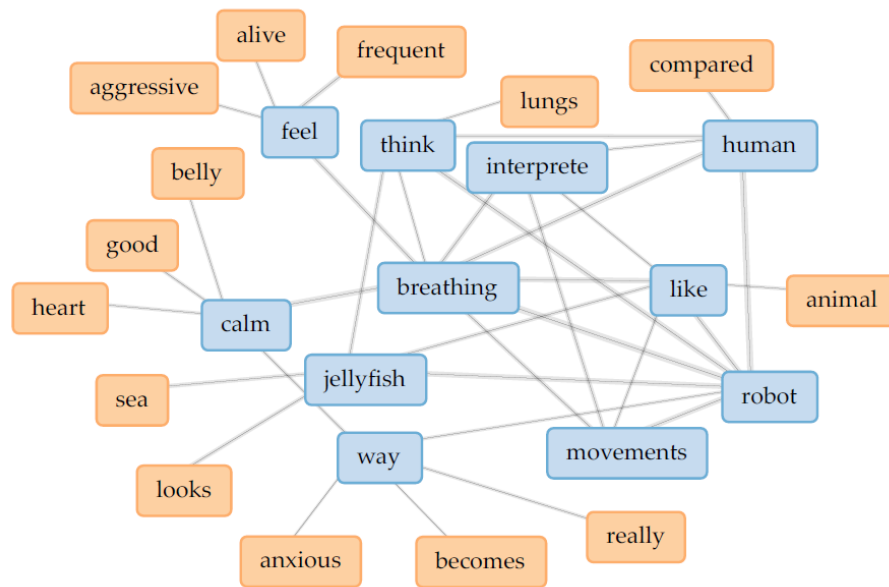 alive
frequent
compared
aggressive
lungs
feel
think
human
interprete
belly
good
breathing
like
heart
calm
animal
jellyfish
sea
robot
way
movements
looks
really
anxious
becomes